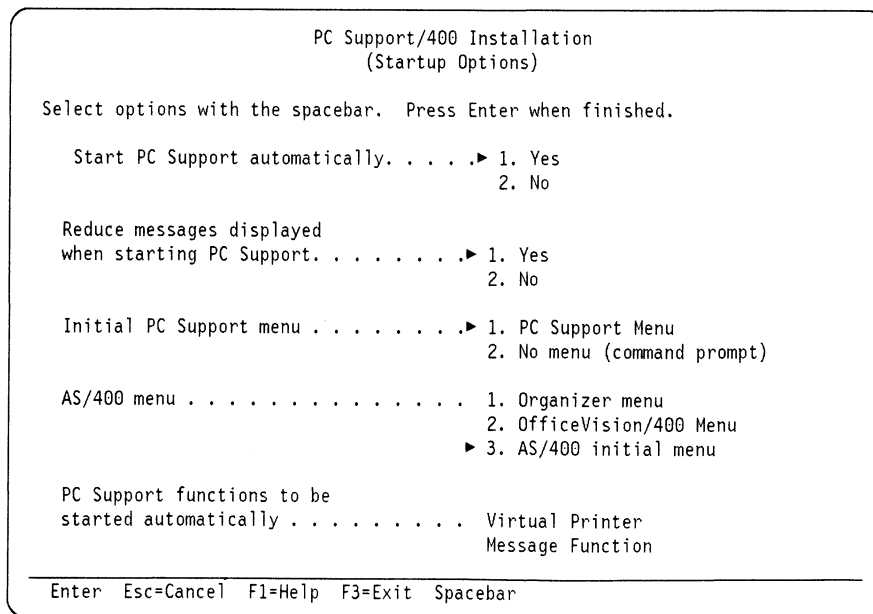 PC Support/400 Installation
(Startup Options)
Select options with the spacebar. Press Enter when finished.
Start PC Support automatically. . . . .► 1. Yes
2. No
Reduce messages displayed
when starting PC Support. . . . . . . .► 1. Yes
2. No
Initial PC Support menu . . . . . . . .► 1. PC Support Menu
2. No menu (command prompt)
AS/400 menu . . . . . . . . . . . . . . 1. Organizer menu
2. OfficeVision/400 Menu
► 3. AS/400 initial menu
PC Support functions to be
started automatically . . . . . . . . . Virtual Printer
Message Function
Enter Esc=Cancel F1=Help F3=Exit Spacebar